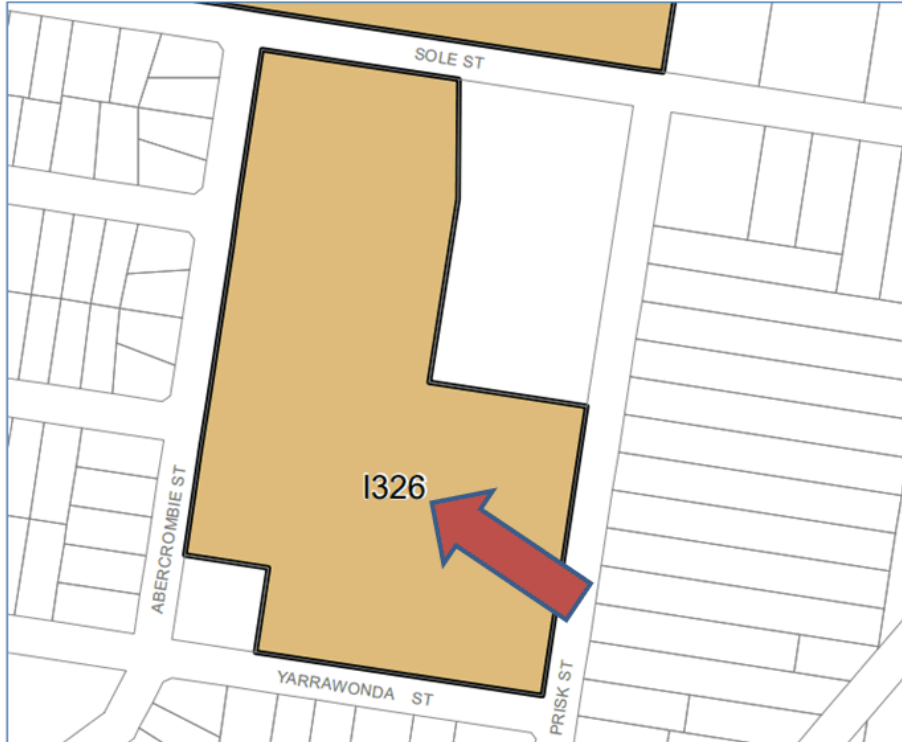 SOLE ST
I326
ABERCROMBIE ST
YARRAWONDA ST
PRISK ST